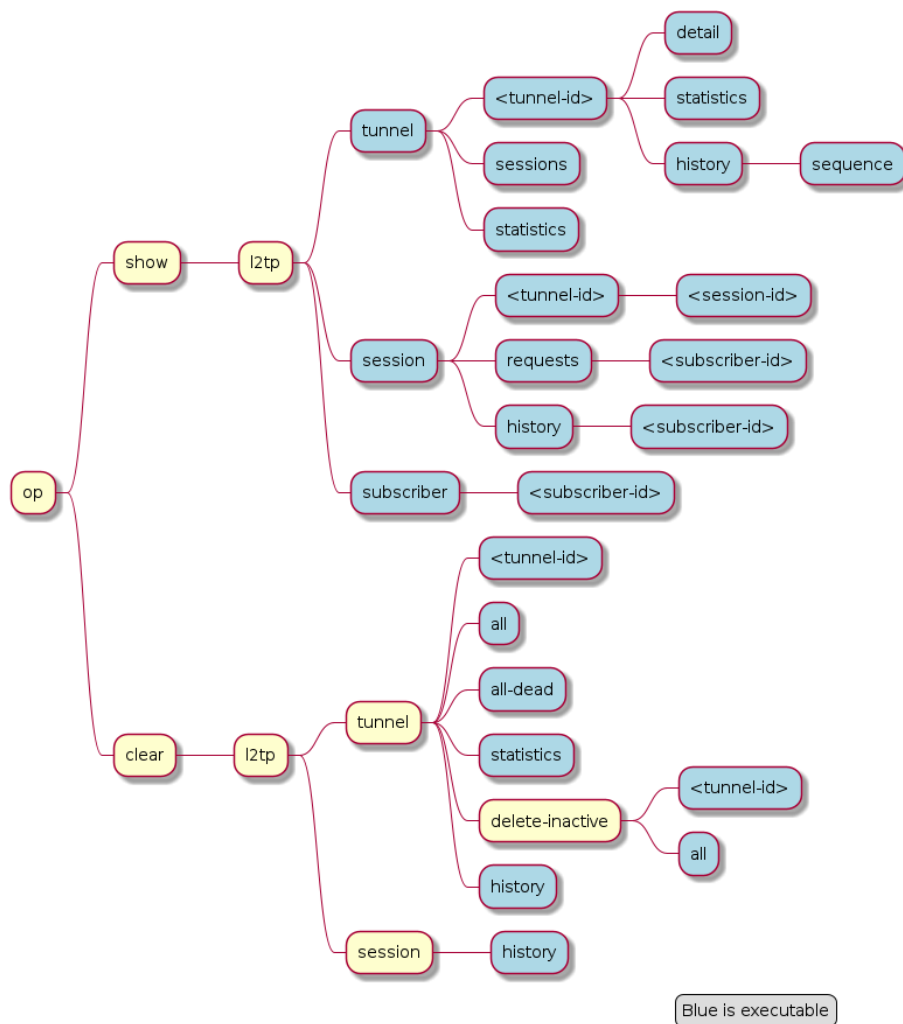 op
show
l2tp
tunnel
<tunnel-id>
detail
statistics
history
sequence
sessions
statistics
session
<tunnel-id>
<session-id>
requests
<subscriber-id>
history
<subscriber-id>
subscriber
<subscriber-id>
clear
l2tp
tunnel
<tunnel-id>
all
all-dead
statistics
delete-inactive
<tunnel-id>
all
history
session
history
Blue is executable